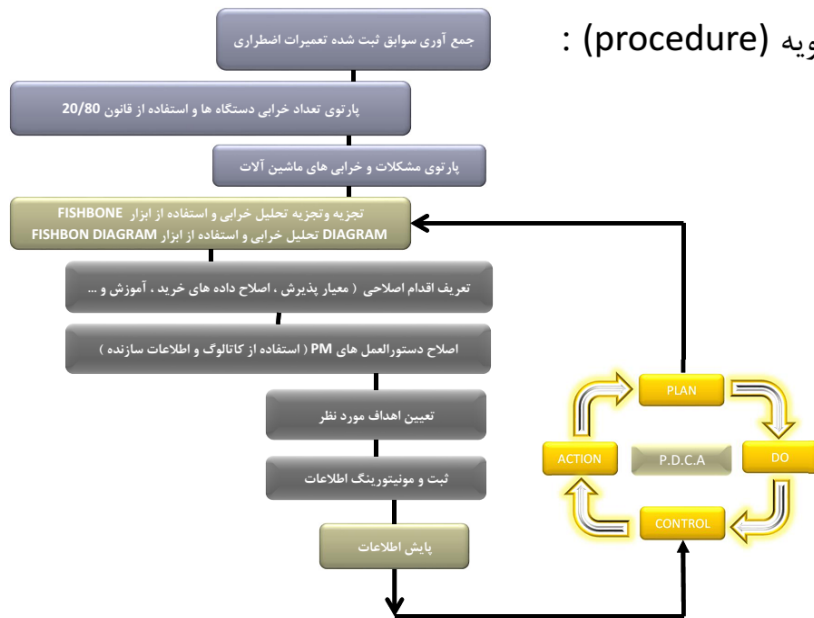 ویه (procedure) :
جمع آوری سوابق ثبت شده تعمیرات اضطراری
پارتوی تعداد خرابی دستگاه ها و استفاده از قانون 20/80
پارتوی مشکلات و خرابی های ماشین آلات
تجزیه وتجزیه تحلیل خرابی و استفاده از ابزار FISHBONE
DIAGRAM تحلیل خرابی و استفاده از ابزار FISHBON DIAGRAM
تعریف اقدام اصلاحی ( معیار پذیرش ، اصلاح داده های خرید ، آموزش و ...
اصلاح دستورالعمل های PM ( استفاده از کاتالوگ و اطلاعات سازنده )
تعیین اهداف مورد نظر
ثبت و مونیتورینگ اطلاعات
پایش اطلاعات
PLAN
ACTION
P.D.C.A
DO
CONTROL